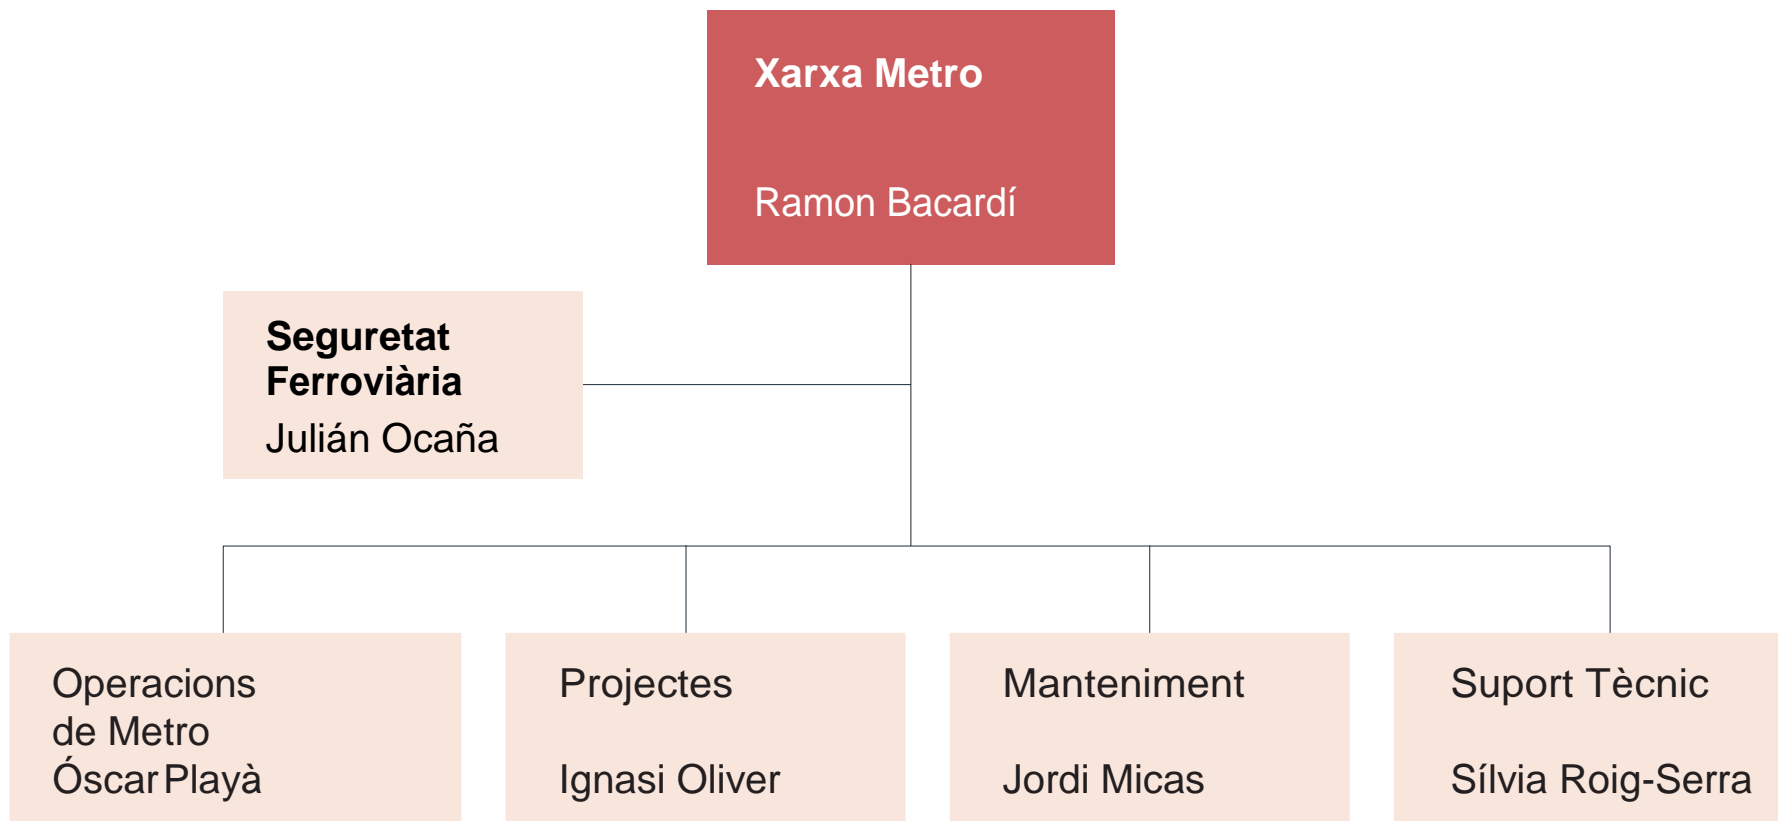 Xarxa Metro
Ramon Bacardí
Seguretat
Ferroviària
Julián Ocaña
Operacions
de Metro
Óscar Playà
Projectes
Ignasi Oliver
Manteniment
Jordi Micas
Suport Tècnic
Sílvia Roig-Serra